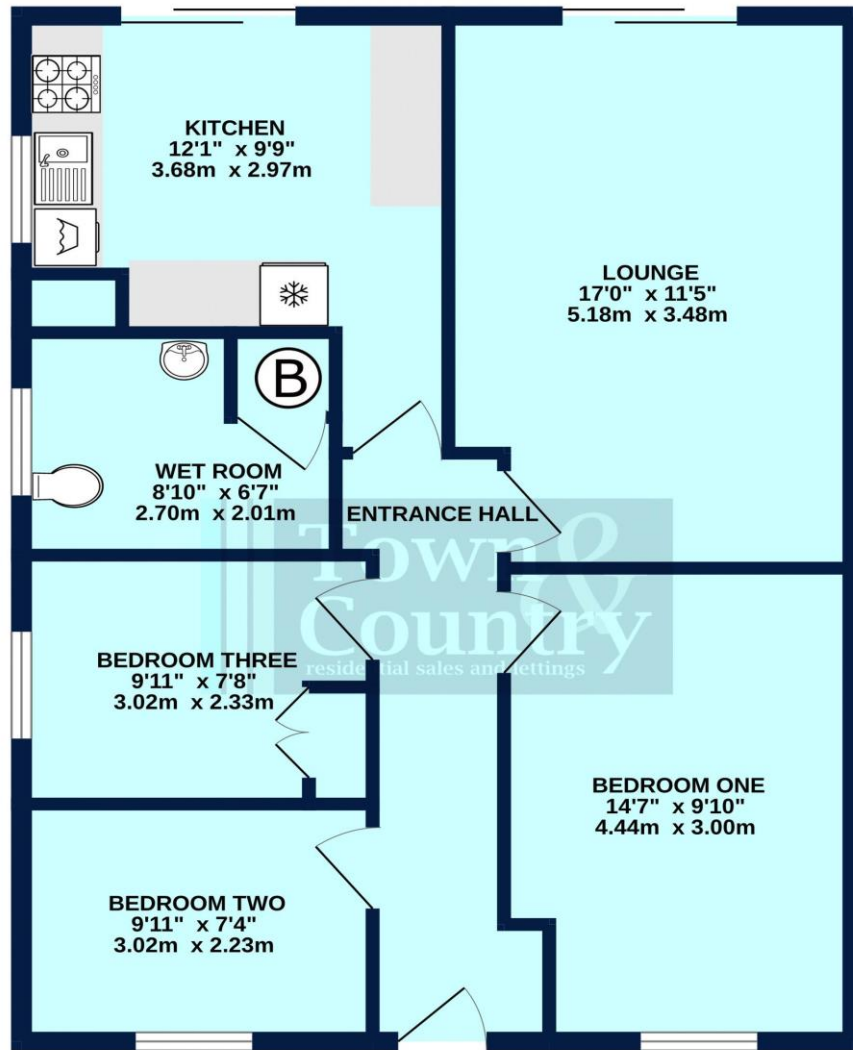 KITCHEN
12'1" x 9'9"
3.68m x 2.97m
LOUNGE
17'0" x 11'5"
5.18m x 3.48m
B
WET ROOM
8'10" x 6'7"
2.70m x 2.01m
ENTRANCE HALL
Town &
Country
residential sales and lettings
BEDROOM THREE
9'11" x 7'8"
3.02m x 2.33m
BEDROOM ONE
14'7" x 9'10"
4.44m x 3.00m
BEDROOM TWO
9'11" x 7'4"
3.02m x 2.23m